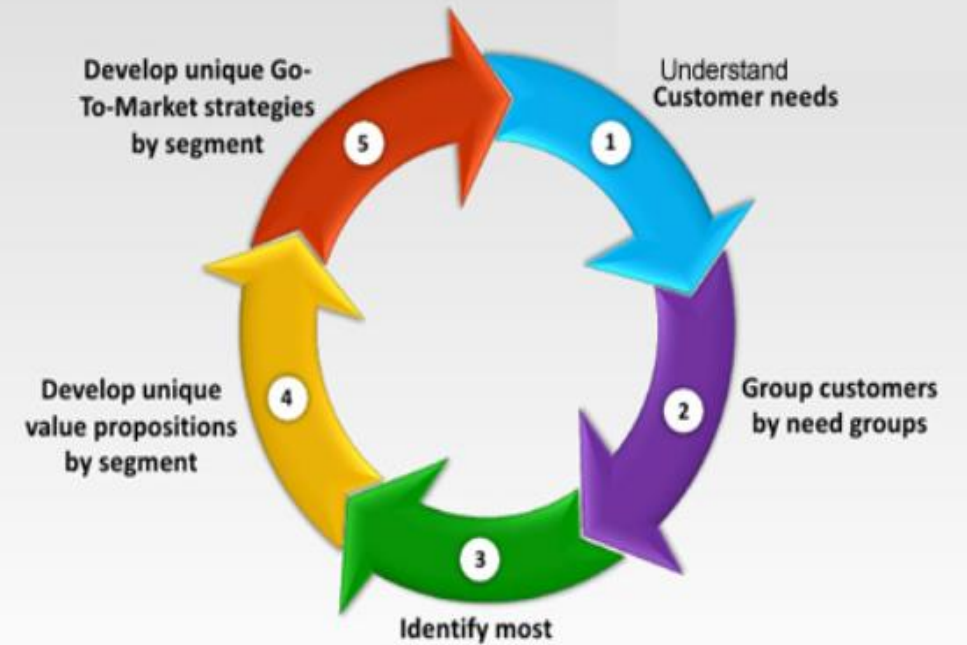 Understand
Customer needs
1
Group customers
by need groups
2
3
Identify most
Develop unique
value propositions
by segment
4
Develop unique Go-
To-Market strategies
by segment
5